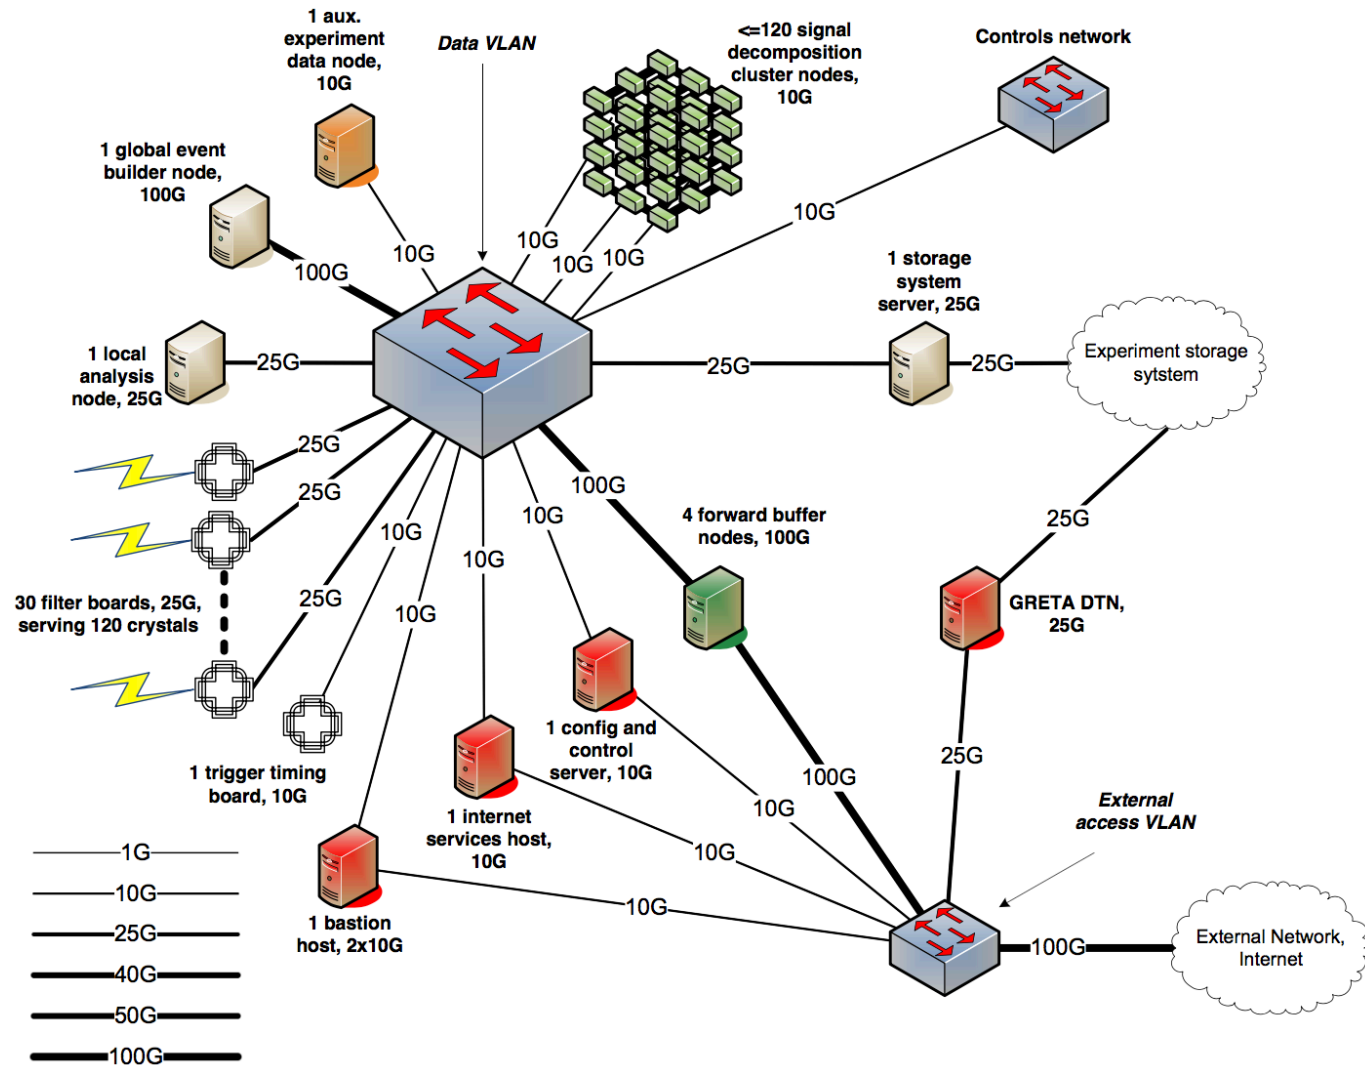 1 aux.
experiment
data node,
10G
Data VLAN
<=120 signal
decomposition
cluster nodes,
10G
Controls network
1 global event
builder node,
100G
10G
10G
10G
10G
10G
100G
1 storage
system
server, 25G
1 local
analysis
node, 25G
25G
25G
25G
Experiment storage
sytstem
25G
25G
25G
30 filter boards, 25G,
serving 120 crystals
10G
10G
10G
10G
100G
4 forward buffer
nodes, 100G
25G
GRETA DTN,
25G
1 trigger timing
board, 10G
1 config and
control
server, 10G
1 internet
services host,
10G
100G
25G
10G
10G
10G
External
access VLAN
1 bastion
host, 2x10G
100G
External Network,
Internet
1G
10G
25G
40G
50G
100G